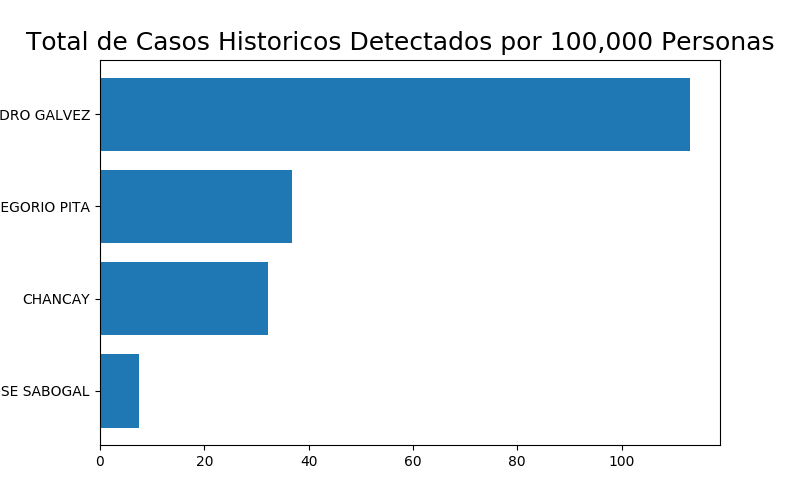 Total de Casos Historicos Detectados por 100,000 Personas
DRO GALVEZ
EGORIO PITA
CHANCAY
SE SABOGAL
0 20 40 60 80 100